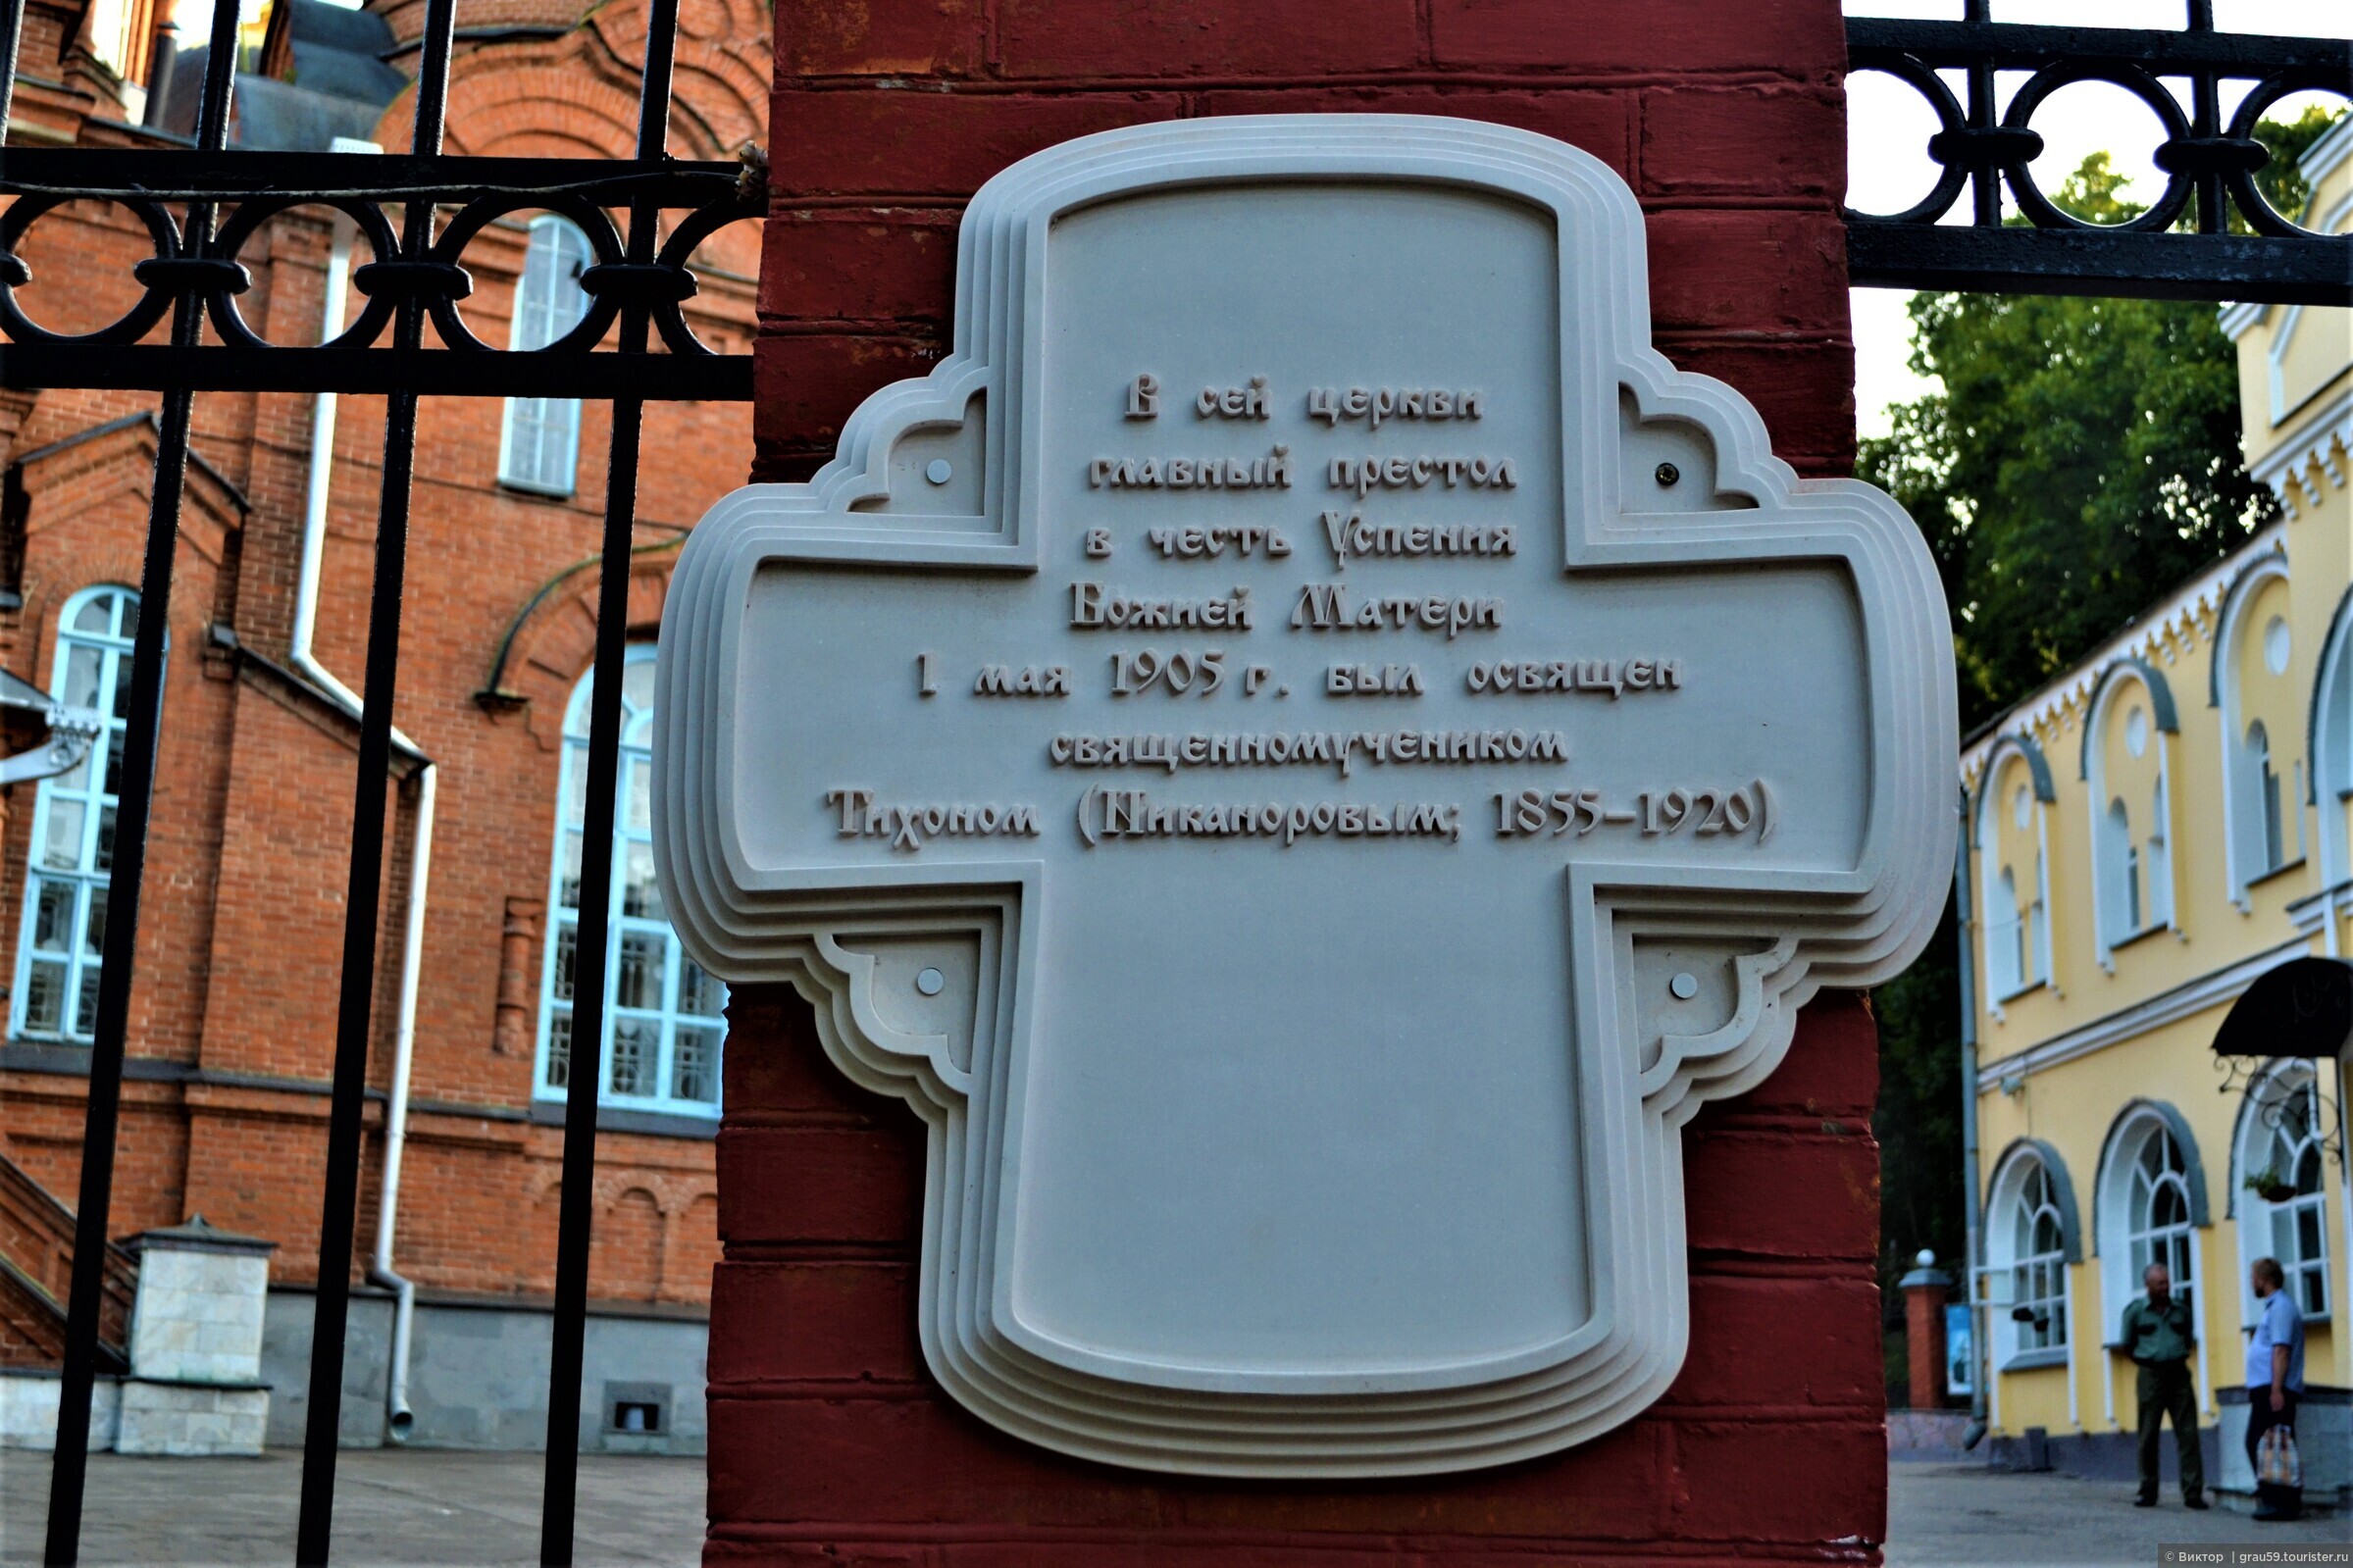 В сей церкви
главный престол
в честь Успения
Божией Матери
1 мая 1905 г. был освящен
священномучеником
Тихоном (Никаноровым; 1855–1920)
© Виктор | grau59.tourister.ru